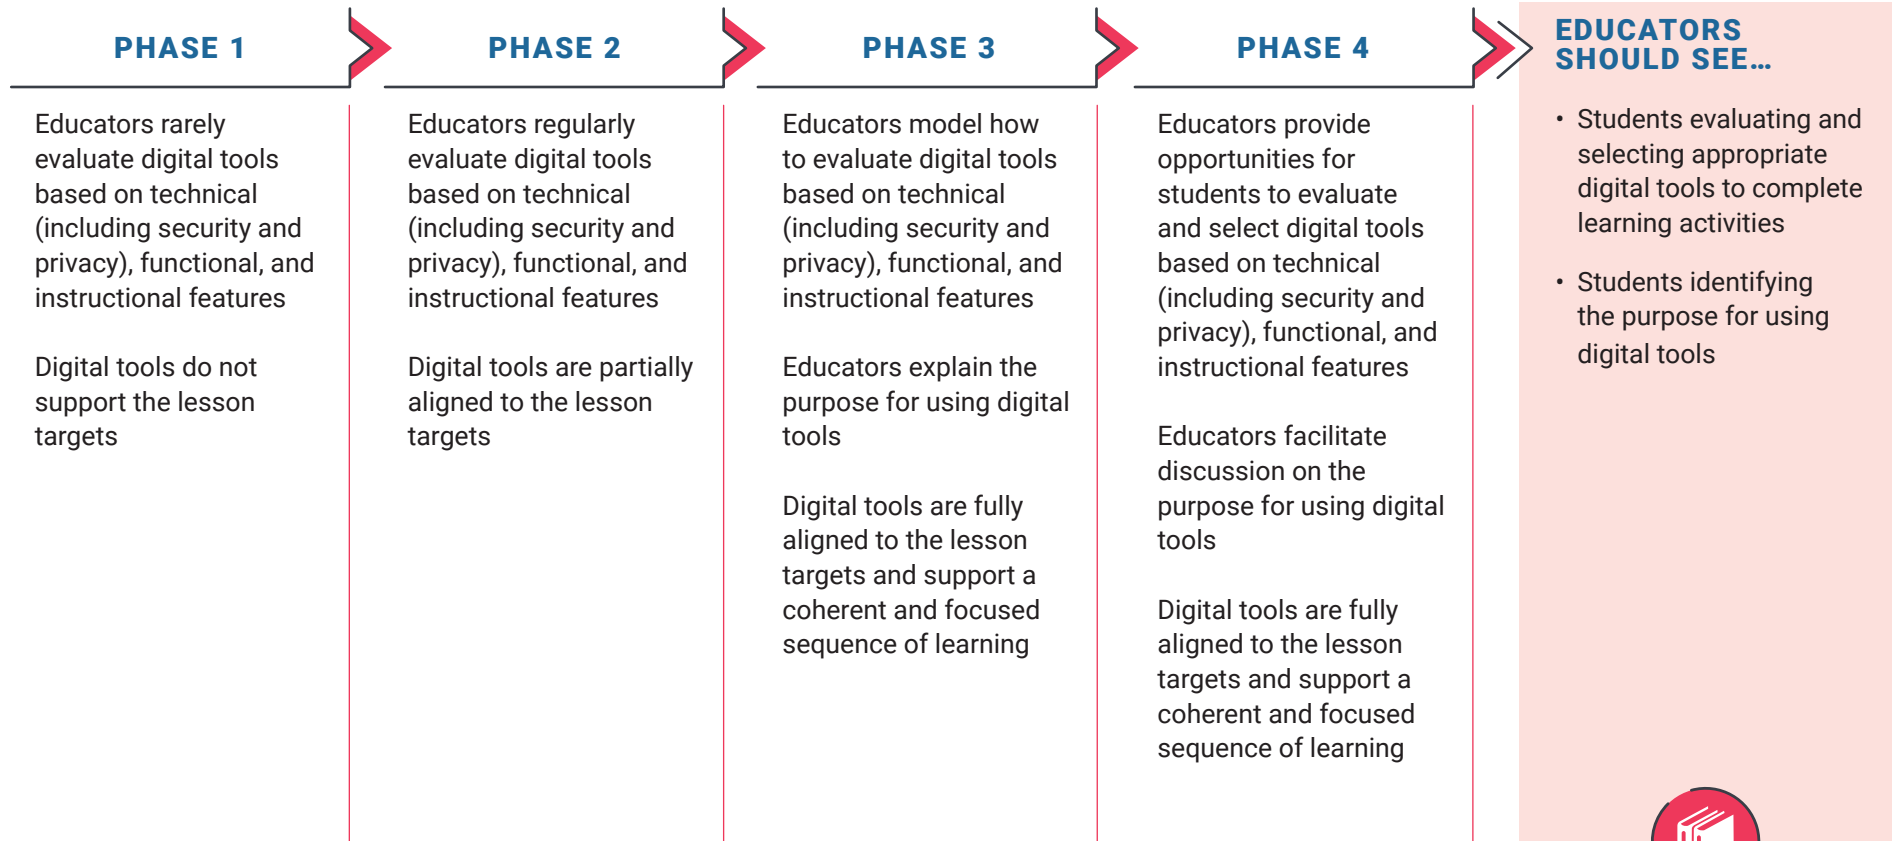 PHASE 1
Educators rarely
evaluate digital tools
based on technical
(including security and
privacy), functional, and
instructional features
Digital tools do not
support the lesson
targets
PHASE 2
Educators regularly
evaluate digital tools
based on technical
(including security and
privacy), functional, and
instructional features
Digital tools are partially
aligned to the lesson
targets
PHASE 3
Educators model how
to evaluate digital tools
based on technical
(including security and
privacy), functional, and
instructional features
Educators explain the
purpose for using digital
tools
Digital tools are fully
aligned to the lesson
targets and support a
coherent and focused
sequence of learning
PHASE 4
Educators provide
opportunities for
students to evaluate
and select digital tools
based on technical
(including security and
privacy), functional, and
instructional features
Educators facilitate
discussion on the
purpose for using digital
tools
Digital tools are fully
aligned to the lesson
targets and support a
coherent and focused
sequence of learning
EDUCATORS
SHOULD SEE…
• Students evaluating and
selecting appropriate
digital tools to complete
learning activities
• Students identifying
the purpose for using
digital tools